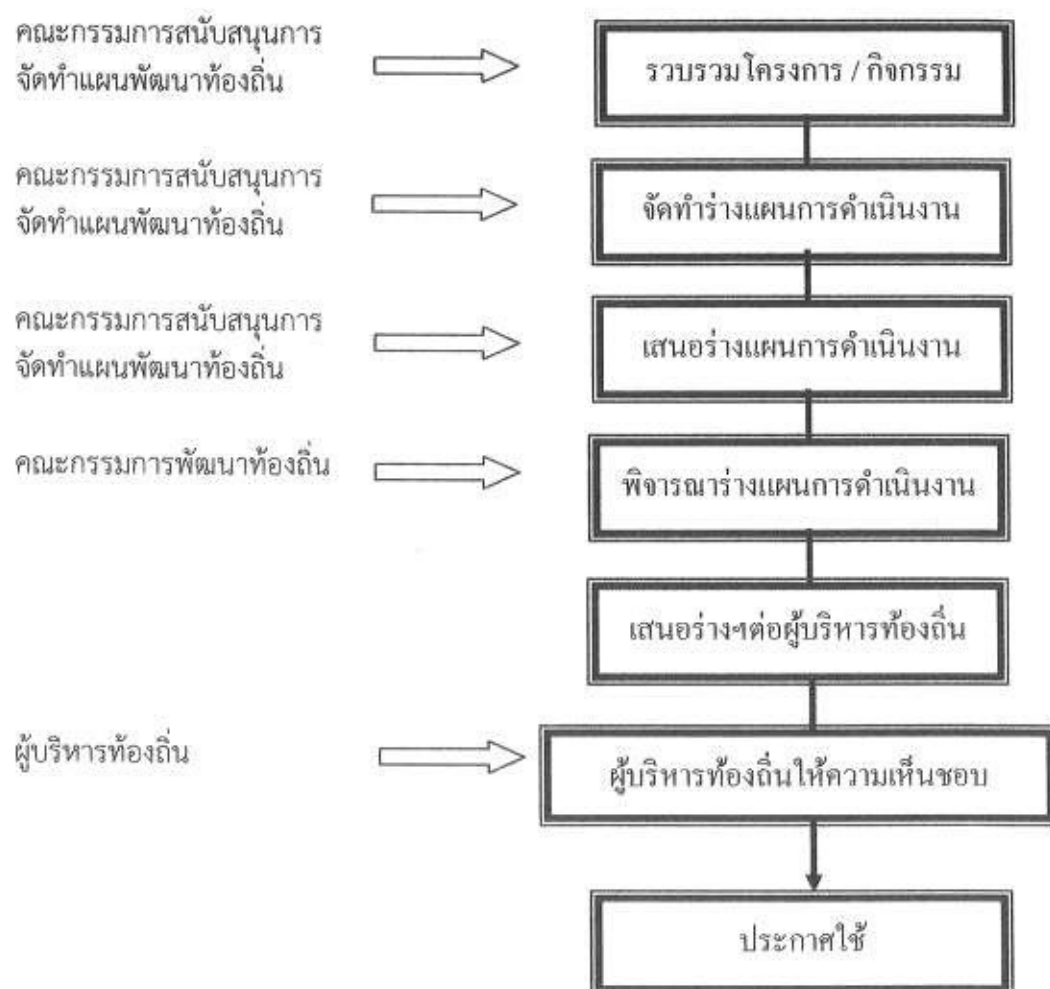 คณะกรรมการสนับสนุนการ
จัดทำแผนพัฒนาท้องถิ่น
รวบรวมโครงการ / กิจกรรม
คณะกรรมการสนับสนุนการ
จัดทำแผนพัฒนาท้องถิ่น
จัดทำร่างแผนการดำเนินงาน
คณะกรรมการสนับสนุนการ
จัดทำแผนพัฒนาท้องถิ่น
เสนอร่างแผนการดำเนินงาน
คณะกรรมการพัฒนาท้องถิ่น
พิจารณาร่างแผนการดำเนินงาน
เสนอร่างฯต่อผู้บริหารท้องถิ่น
ผู้บริหารท้องถิ่น
ผู้บริหารท้องถิ่นให้ความเห็นชอบ
ประกาศใช้